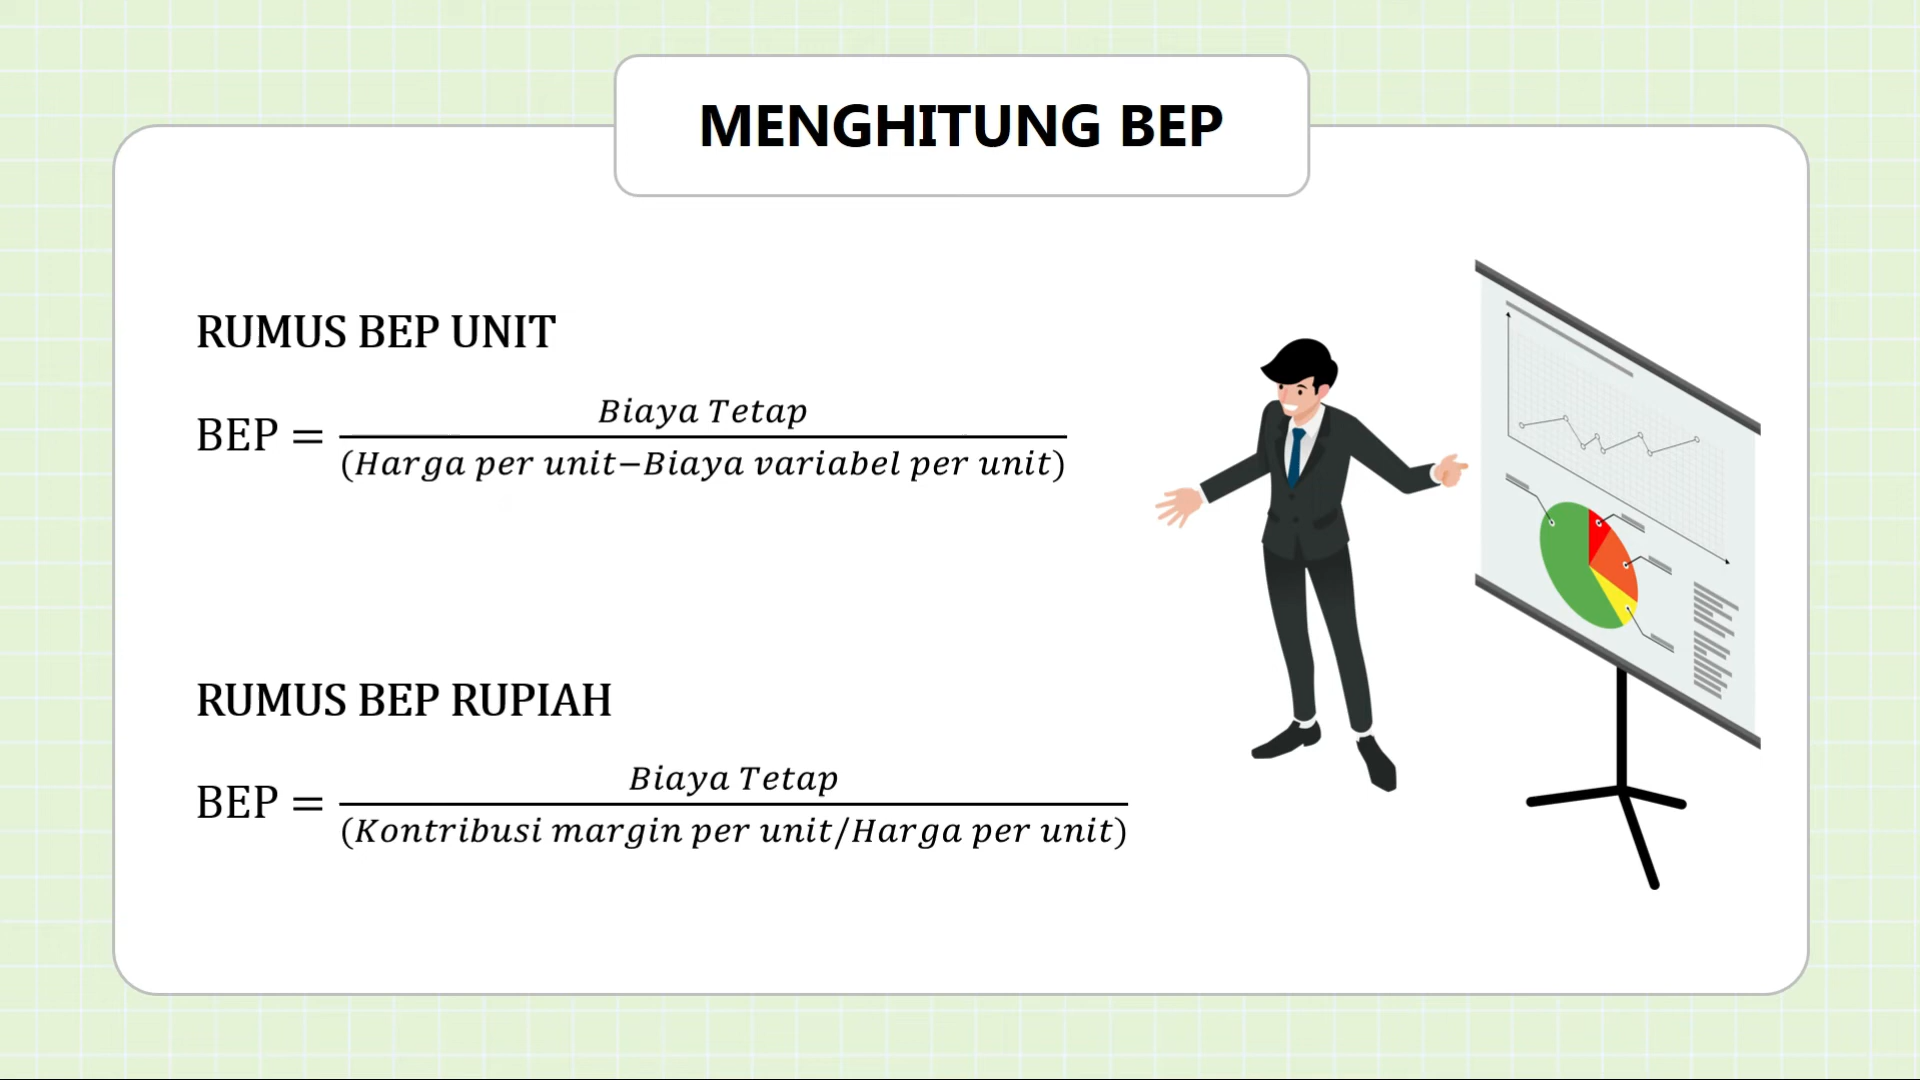 MENGHITUNG BEP
RUMUS BEP UNIT
BEP = Biaya Tetap / (Harga per unit−Biaya variabel per unit)
RUMUS BEP RUPIAH
BEP = Biaya Tetap / (Kontribusi margin per unit/Harga per unit)